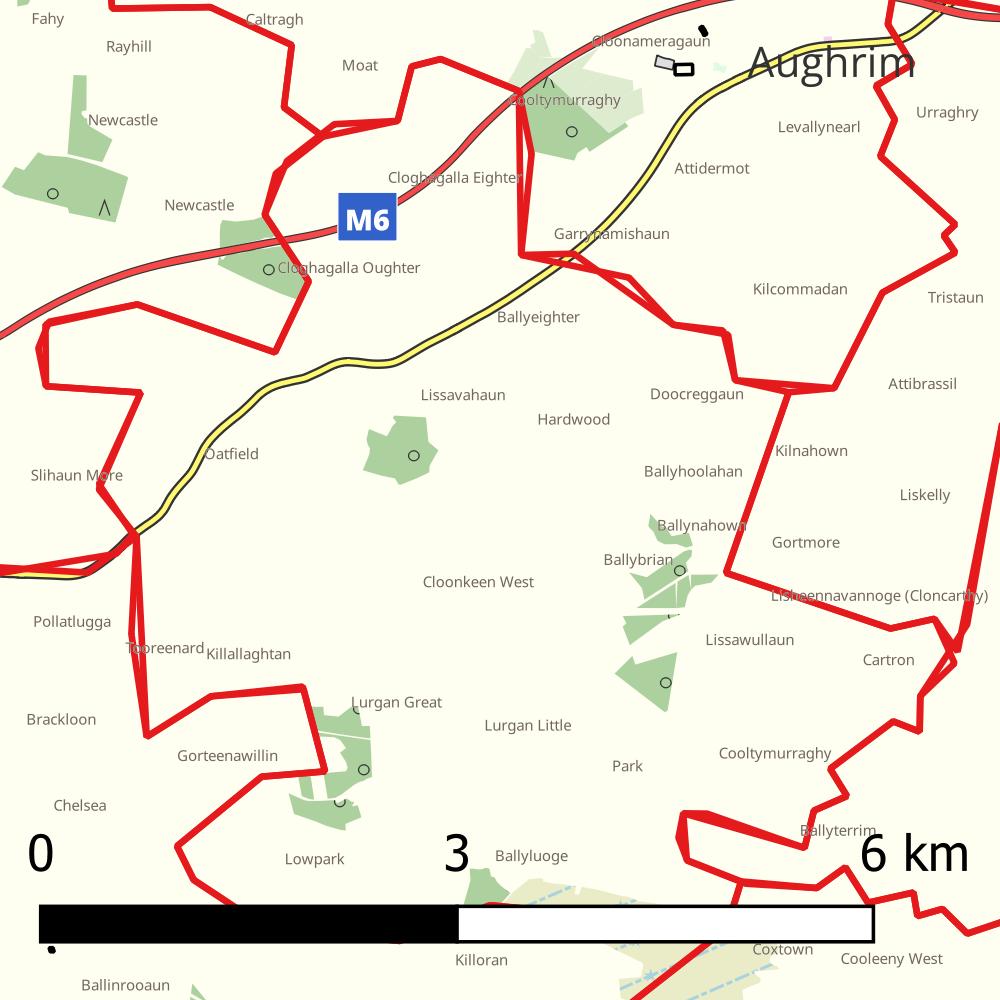 Fahy
Caltragh
Rayhill
Cloonameragaun
Moat
Aughrim
Cooltymurraghy
Urraghry
Newcastle
Levallynearl
Attidermot
Cloghagalla Eighter
Newcastle
M6
Garrynamishaun
Cloghagalla Oughter
Kilcommadan
Tristaun
Ballyeighter
Attibrassil
Lissavahaun
Doocreggaun
Hardwood
Oatfield
Kilnahown
Slihaun More
Ballyhoolahan
Liskelly
Ballynahown
Gortmore
Ballybrian
Cloonkeen West
Lisheennavannoge (Cloncarthy)
Pollatlugga
Lissawullaun
Tooreenard
Killallaghtan
Cartron
Lurgan Great
Brackloon
Lurgan Little
Gorteenawillin
Cooltymurraghy
Park
Chelsea
Ballyterrim
0
3
6 km
Lowpark
Ballyluoge
Coxtown
Killoran
Cooleeny West
Ballinrooaun